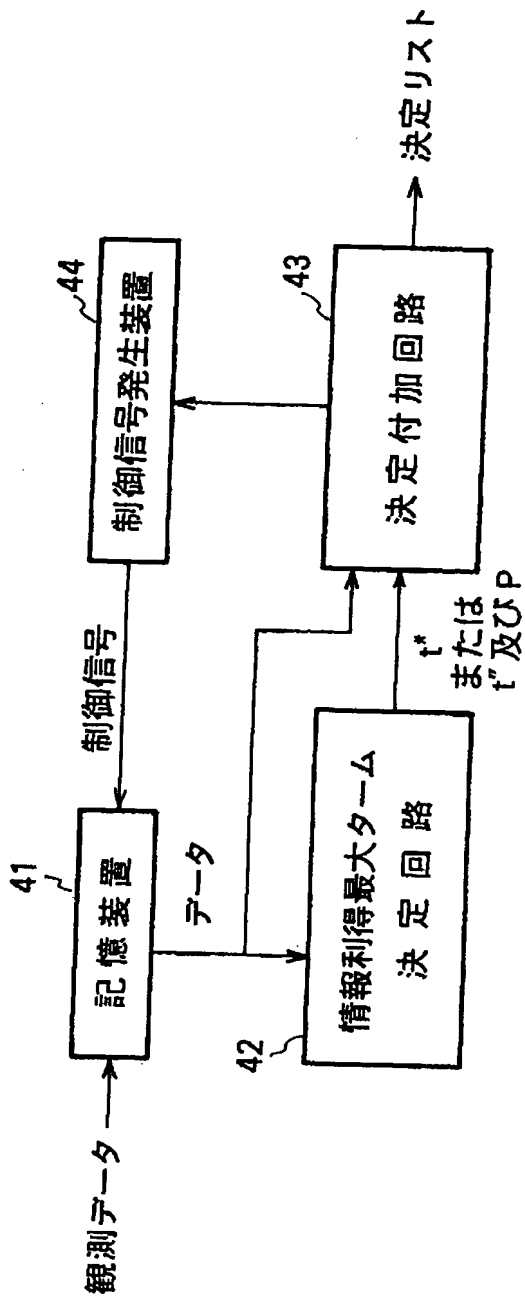 観測データ
41
記憶装置
制御信号
44
制御信号発生装置
データ
42
情報利得最大ターム
決定回路
t*
または
t″及びP
43
決定付加回路
決定リスト